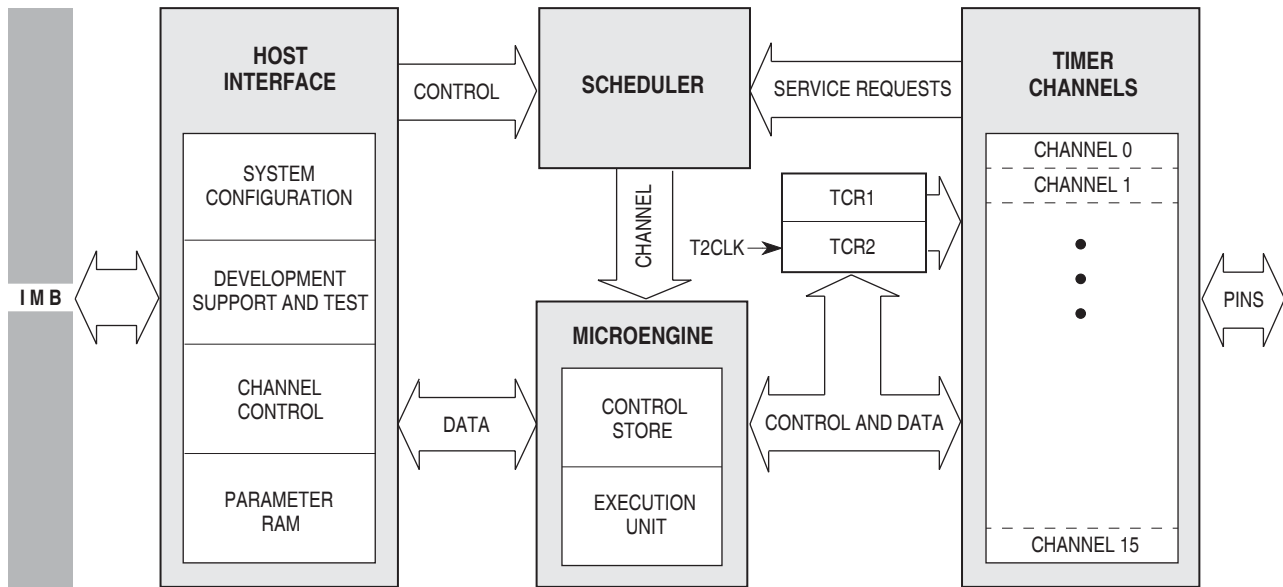 IMB
HOST
INTERFACE
SYSTEM
CONFIGURATION
DEVELOPMENT
SUPPORT AND TEST
CHANNEL
CONTROL
PARAMETER
RAM
CONTROL
SCHEDULER
SERVICE REQUESTS
CHANNEL
TCR1
T2CLK
TCR2
MICROENGINE
CONTROL
STORE
EXECUTION
UNIT
DATA
CONTROL AND DATA
TIMER
CHANNELS
CHANNEL 0
CHANNEL 1
CHANNEL 15
PINS